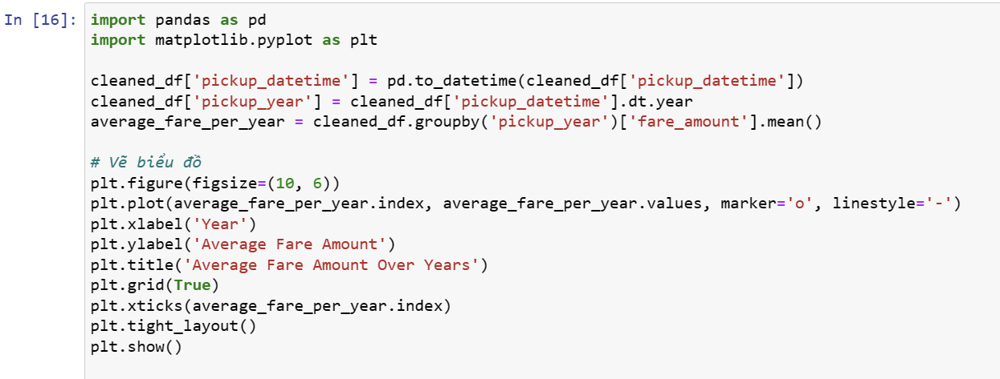 In [16]: import pandas as pd
import matplotlib.pyplot as plt
cleaned_df['pickup_datetime'] = pd.to_datetime(cleaned_df['pickup_datetime'])
cleaned_df['pickup_year'] = cleaned_df['pickup_datetime'].dt.year
average_fare_per_year = cleaned_df.groupby('pickup_year')['fare_amount'].mean()
# Vẽ biểu đồ
plt.figure(figsize=(10, 6))
plt.plot(average_fare_per_year.index, average_fare_per_year.values, marker='o', linestyle='-')
plt.xlabel('Year')
plt.ylabel('Average Fare Amount')
plt.title('Average Fare Amount Over Years')
plt.grid(True)
plt.xticks(average_fare_per_year.index)
plt.tight_layout()
plt.show()